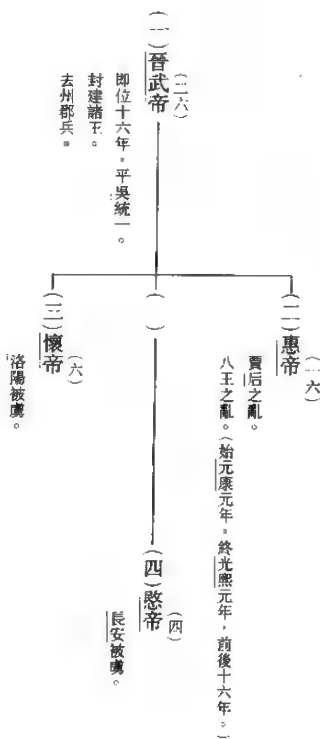 (一)晉武帝
(二六)
即位十六年,平吳統一。
封建諸王。
去州郡兵。
(二)惠帝
(一六)
賈后之亂。
八王之亂。(始元康元年,終光熙元年,前後十六年。)
( )
(四)愍帝
(四)
長安被虜。
(三)懷帝
(六)
洛陽被虜。